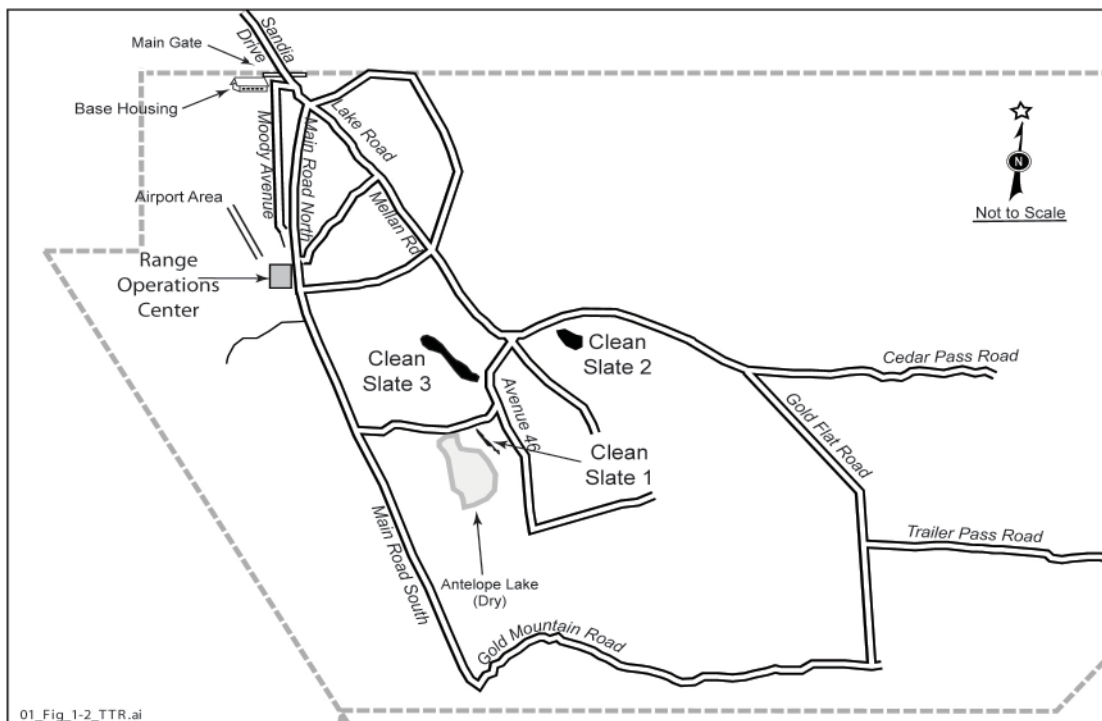 Sandia
Drive
Main Gate
Base Housing
Moody Avenue
Main Road North
Lake Road
Mellan Rd
Airport Area
N
Not to Scale
Range
Operations
Center
Clean
Slate 3
Clean
Slate 2
Cedar Pass Road
Avenue 46
Gold Flat Road
Clean
Slate 1
Main Road South
Trailer Pass Road
Antelope Lake
(Dry)
Gold Mountain Road
01_Fig_1-2_TTR.ai